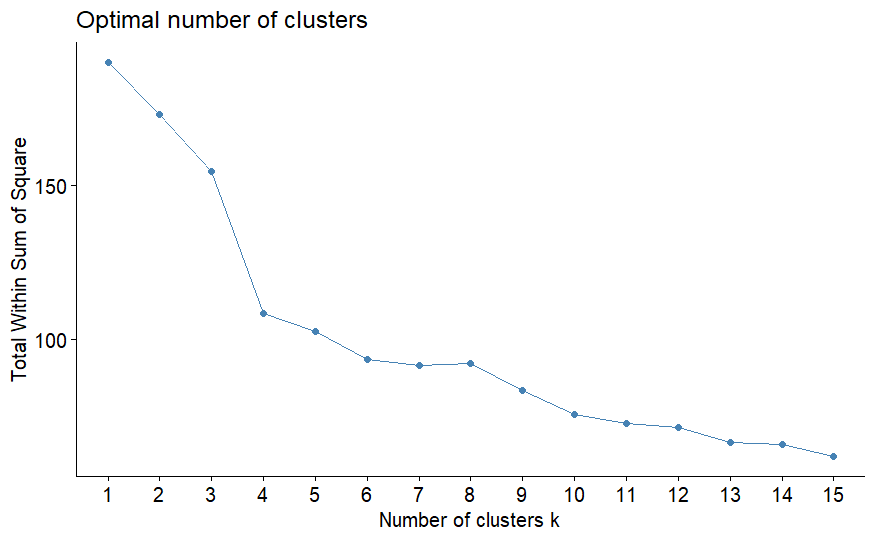 Optimal number of clusters
Total Within Sum of Square
150
100
1 2 3 4 5 6 7 8 9 10 11 12 13 14 15
Number of clusters k